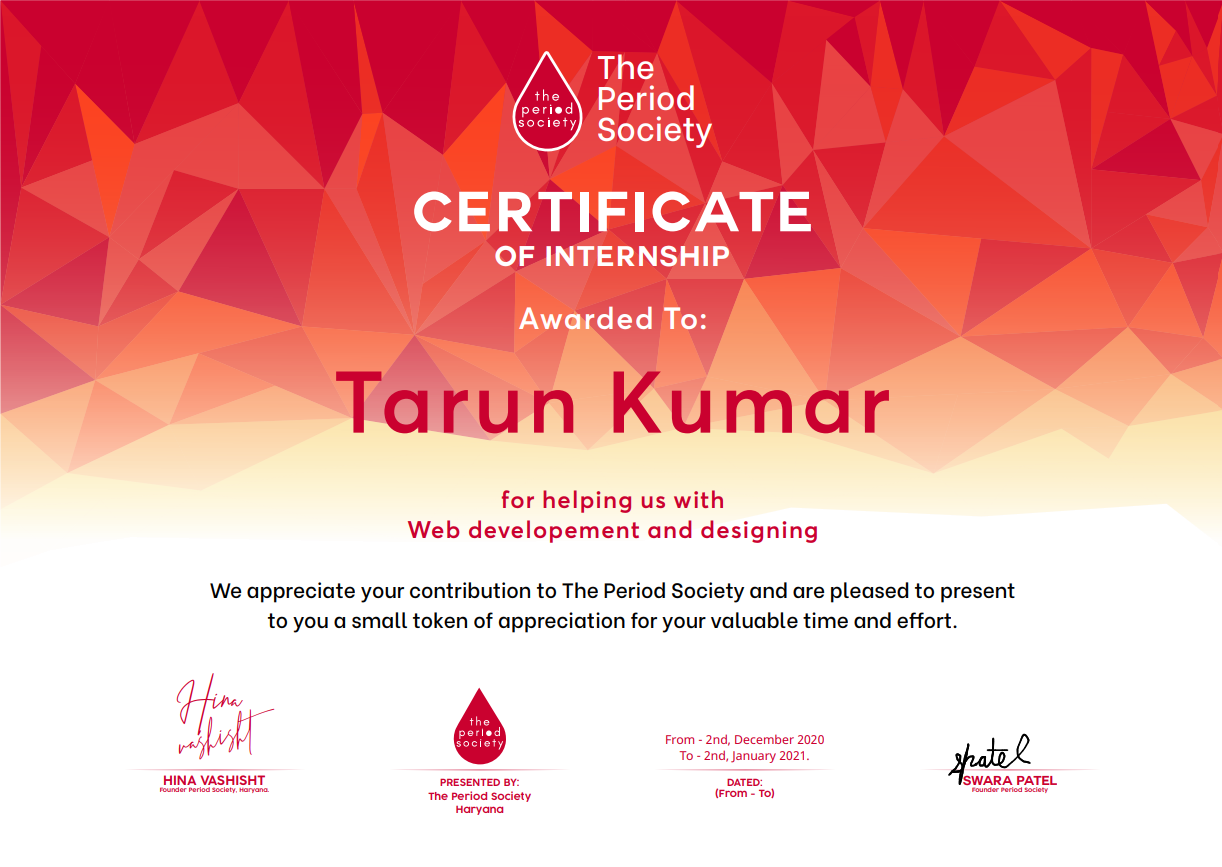 the
period
society
The
Period
Society
CERTIFICATE
OF INTERNSHIP
Awarded To:
Tarun Kumar
for helping us with
Web developement and designing
We appreciate your contribution to The Period Society and are pleased to present
to you a small token of appreciation for your valuable time and effort.
Hina
vashisht
HINA VASHISHT
Founder Period Society, Haryana.
the
period
society
PRESENTED BY:
The Period Society
Haryana
From - 2nd, December 2020
To - 2nd, January 2021.
DATED:
(From - To)
spatel
SWARA PATEL
Founder Period Society